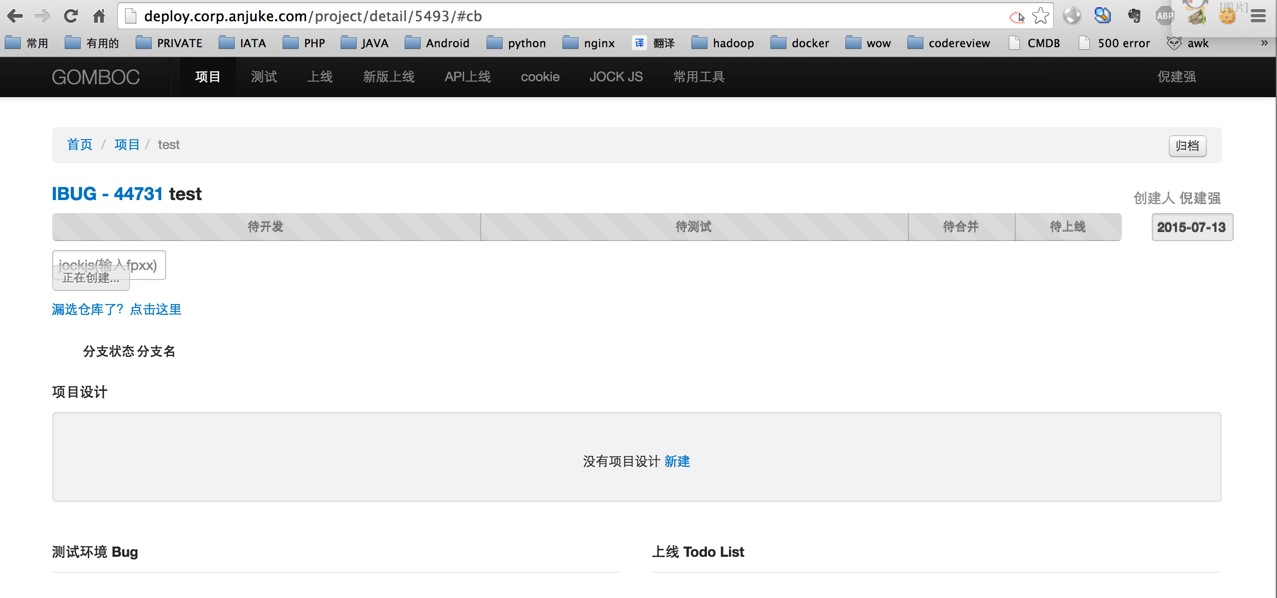 deploy.corp.anjuke.com/project/detail/5493/#cb
ABP
[图片]
常用 有用的 PRIVATE IATA PHP JAVA Android python nginx 译 翻译 hadoop docker wow codereview CMDB 500 error awk »
GOMBOC 项目 测试 上线 新版上线 API上线 cookie JOCK JS 常用工具 倪建强
首页 / 项目 / test 归档
IBUG - 44731 test 创建人 倪建强
待开发 待测试 待合并 待上线 2015-07-13
jockjs(输入fpxx)
正在创建...
漏选仓库了？点击这里
分支状态 分支名
项目设计
没有项目设计 新建
测试环境 Bug 上线 Todo List